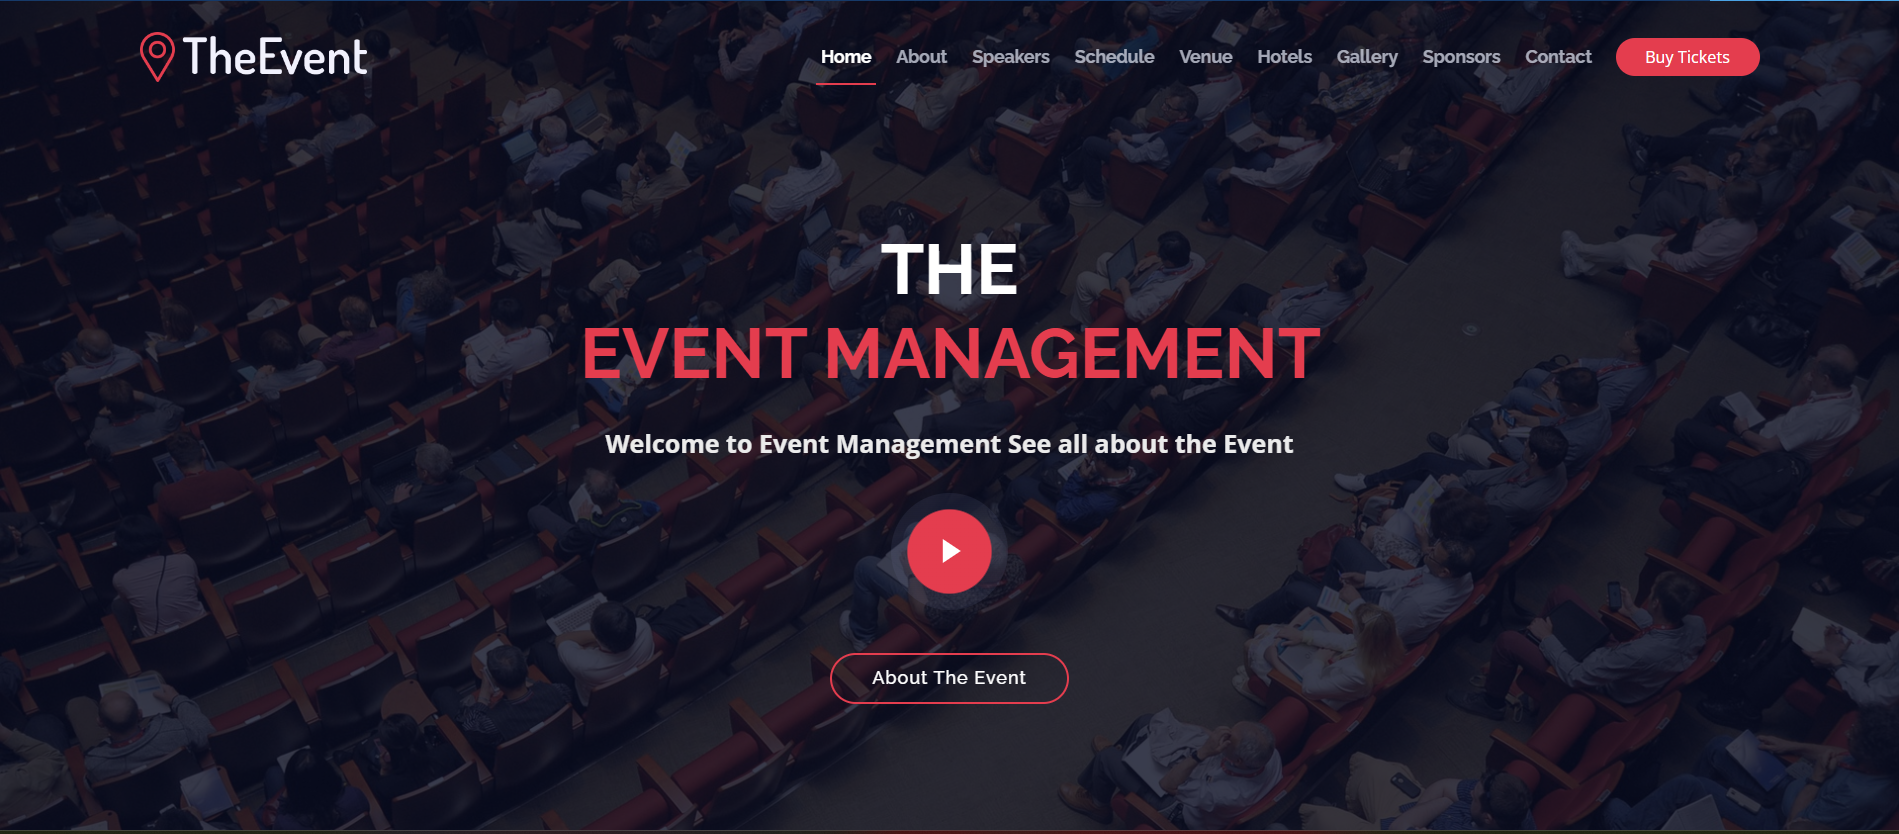 TheEvent
Home About Speakers Schedule Venue Hotels Gallery Sponsors Contact Buy Tickets
THE
EVENT MANAGEMENT
Welcome to Event Management See all about the Event
About The Event